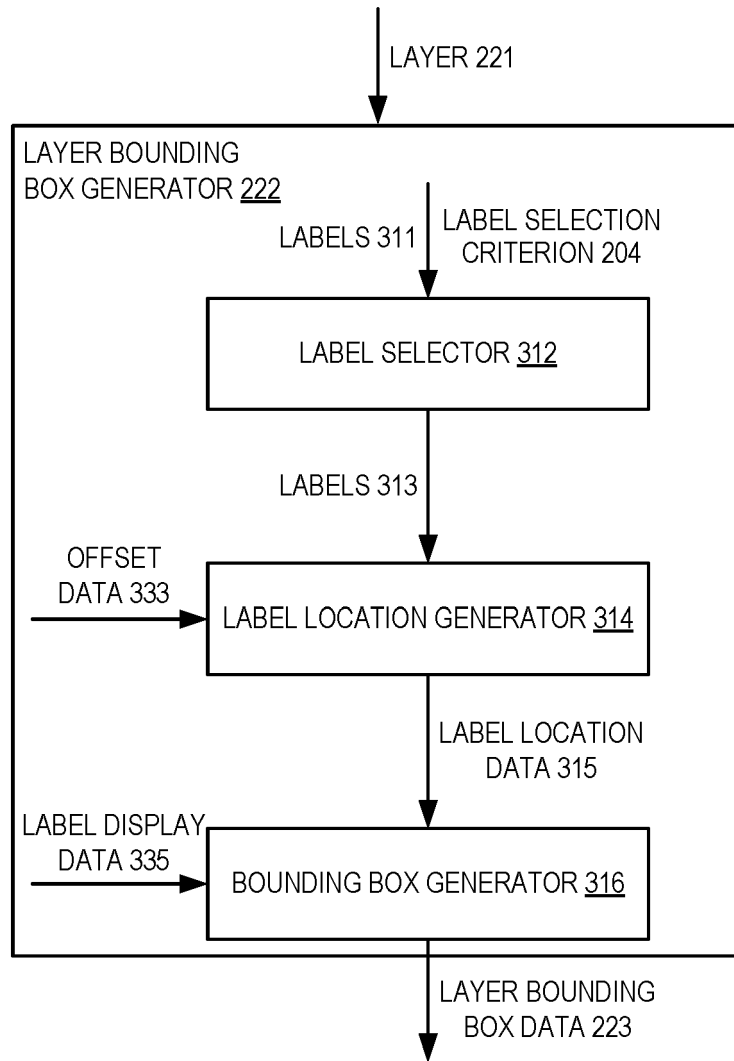 LAYER 221
LAYER BOUNDING
BOX GENERATOR 222
LABELS 311
LABEL SELECTION
CRITERION 204
LABEL SELECTOR 312
LABELS 313
OFFSET
DATA 333
LABEL LOCATION GENERATOR 314
LABEL LOCATION
DATA 315
LABEL DISPLAY
DATA 335
BOUNDING BOX GENERATOR 316
LAYER BOUNDING
BOX DATA 223